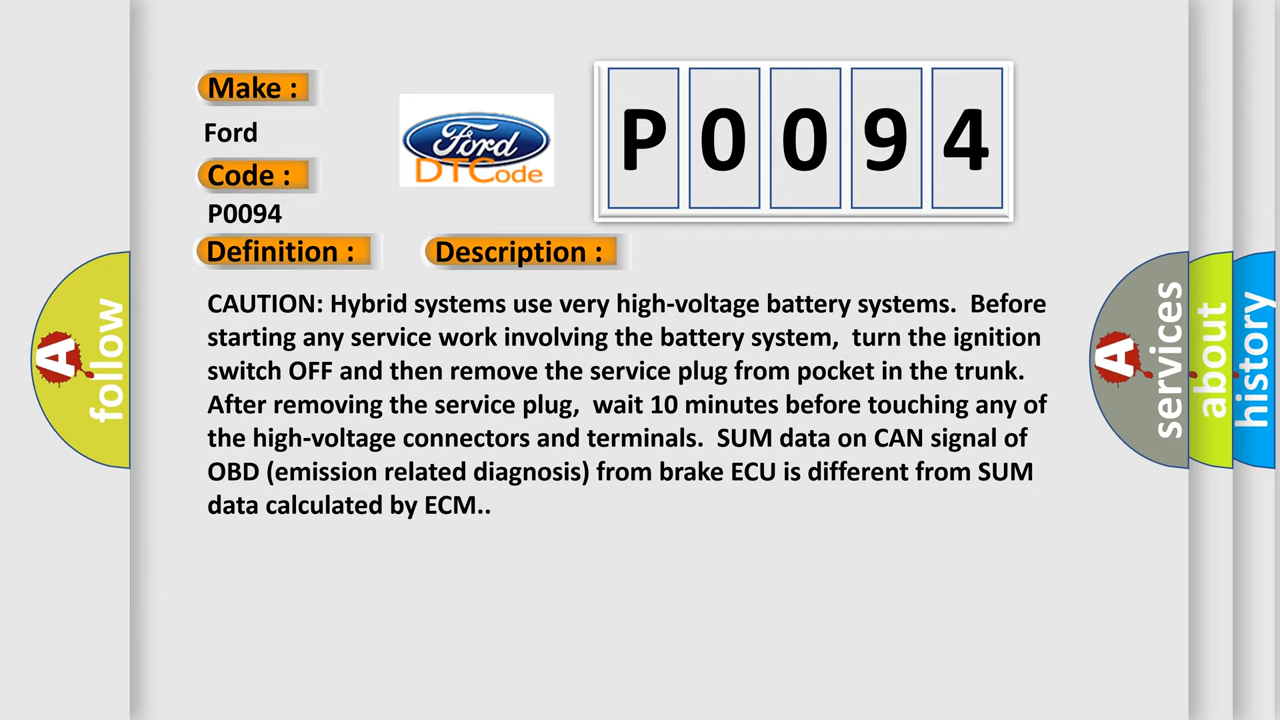 Make :
Ford
Ford
DTCode
P0094
Code :
P0094
Definition :
Description :
CAUTION: Hybrid systems use very high-voltage battery systems. Before
starting any service work involving the battery system, turn the ignition
switch OFF and then remove the service plug from pocket in the trunk.
After removing the service plug, wait 10 minutes before touching any of
the high-voltage connectors and terminals. SUM data on CAN signal of
OBD (emission related diagnosis) from brake ECU is different from SUM
data calculated by ECM..
A follow
A services
about
history